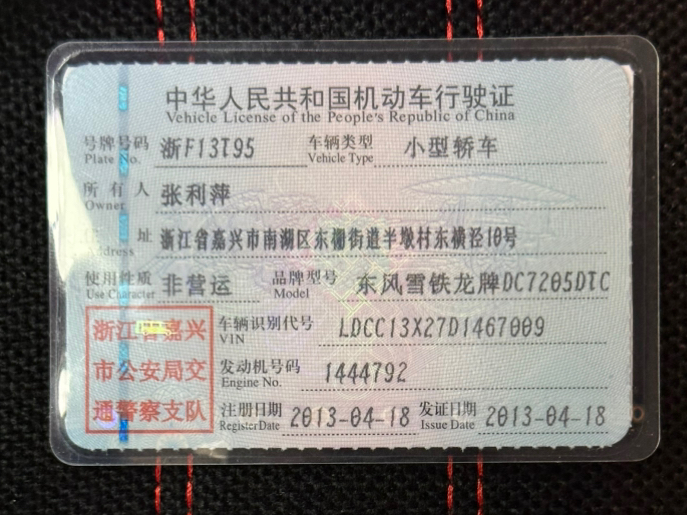 中华人民共和国机动车行驶证
Vehicle License of the People's Republic of China
号牌号码 浙F13T95 车辆类型 小型轿车
Plate No. Vehicle Type
所有人 张利萍
Owner
住址 浙江省嘉兴市南湖区东栅街道半墩村东横泾10号
Address
使用性质 非营运 品牌型号 东风雪铁龙牌DC7205DTC
Use Character Model
浙江省嘉兴
市公安局交
通警察支队
车辆识别代号 LDCC13X27D1467009
VIN
发动机号码 1444792
Engine No.
注册日期 2013-04-18 发证日期 2013-04-18
Register Date Issue Date